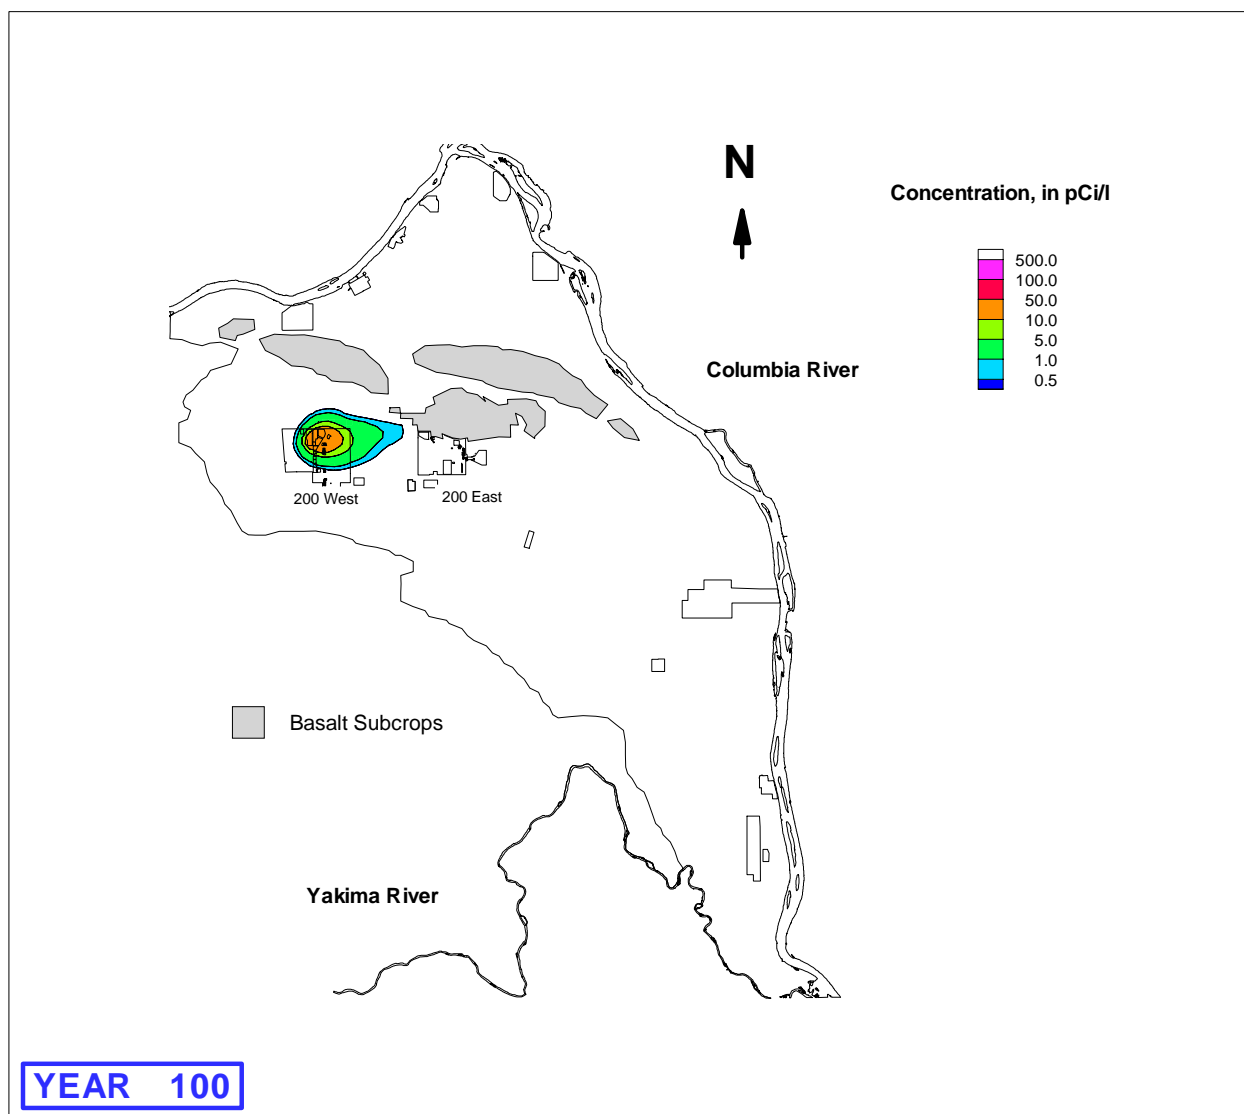 N
Concentration, in pCi/l
500.0
100.0
50.0
10.0
5.0
1.0
0.5
Columbia River
200 West
200 East
Basalt Subcrops
Yakima River
YEAR 100